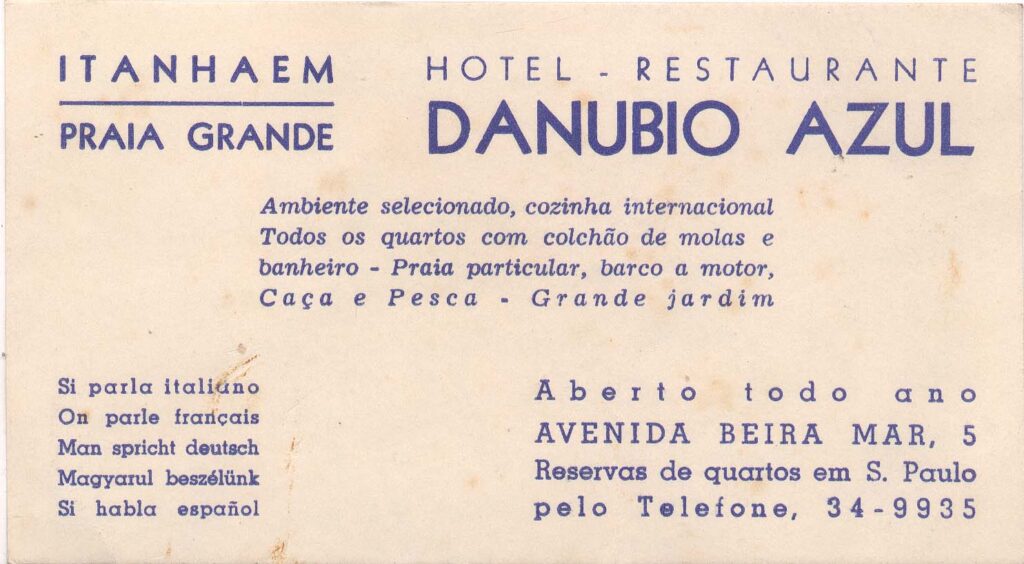 ITANHAEM
PRAIA GRANDE
HOTEL - RESTAURANTE
DANUBIO AZUL
Ambiente selecionado, cozinha internacional
Todos os quartos com colchão de molas e
banheiro - Praia particular, barco a motor,
Caça e Pesca - Grande jardim
Si parla italiano
On parle français
Man spricht deutsch
Magyarul beszélünk
Si habla español
Aberto todo ano
AVENIDA BEIRA MAR, 5
Reservas de quartos em S. Paulo
pelo Telefone, 34-9935